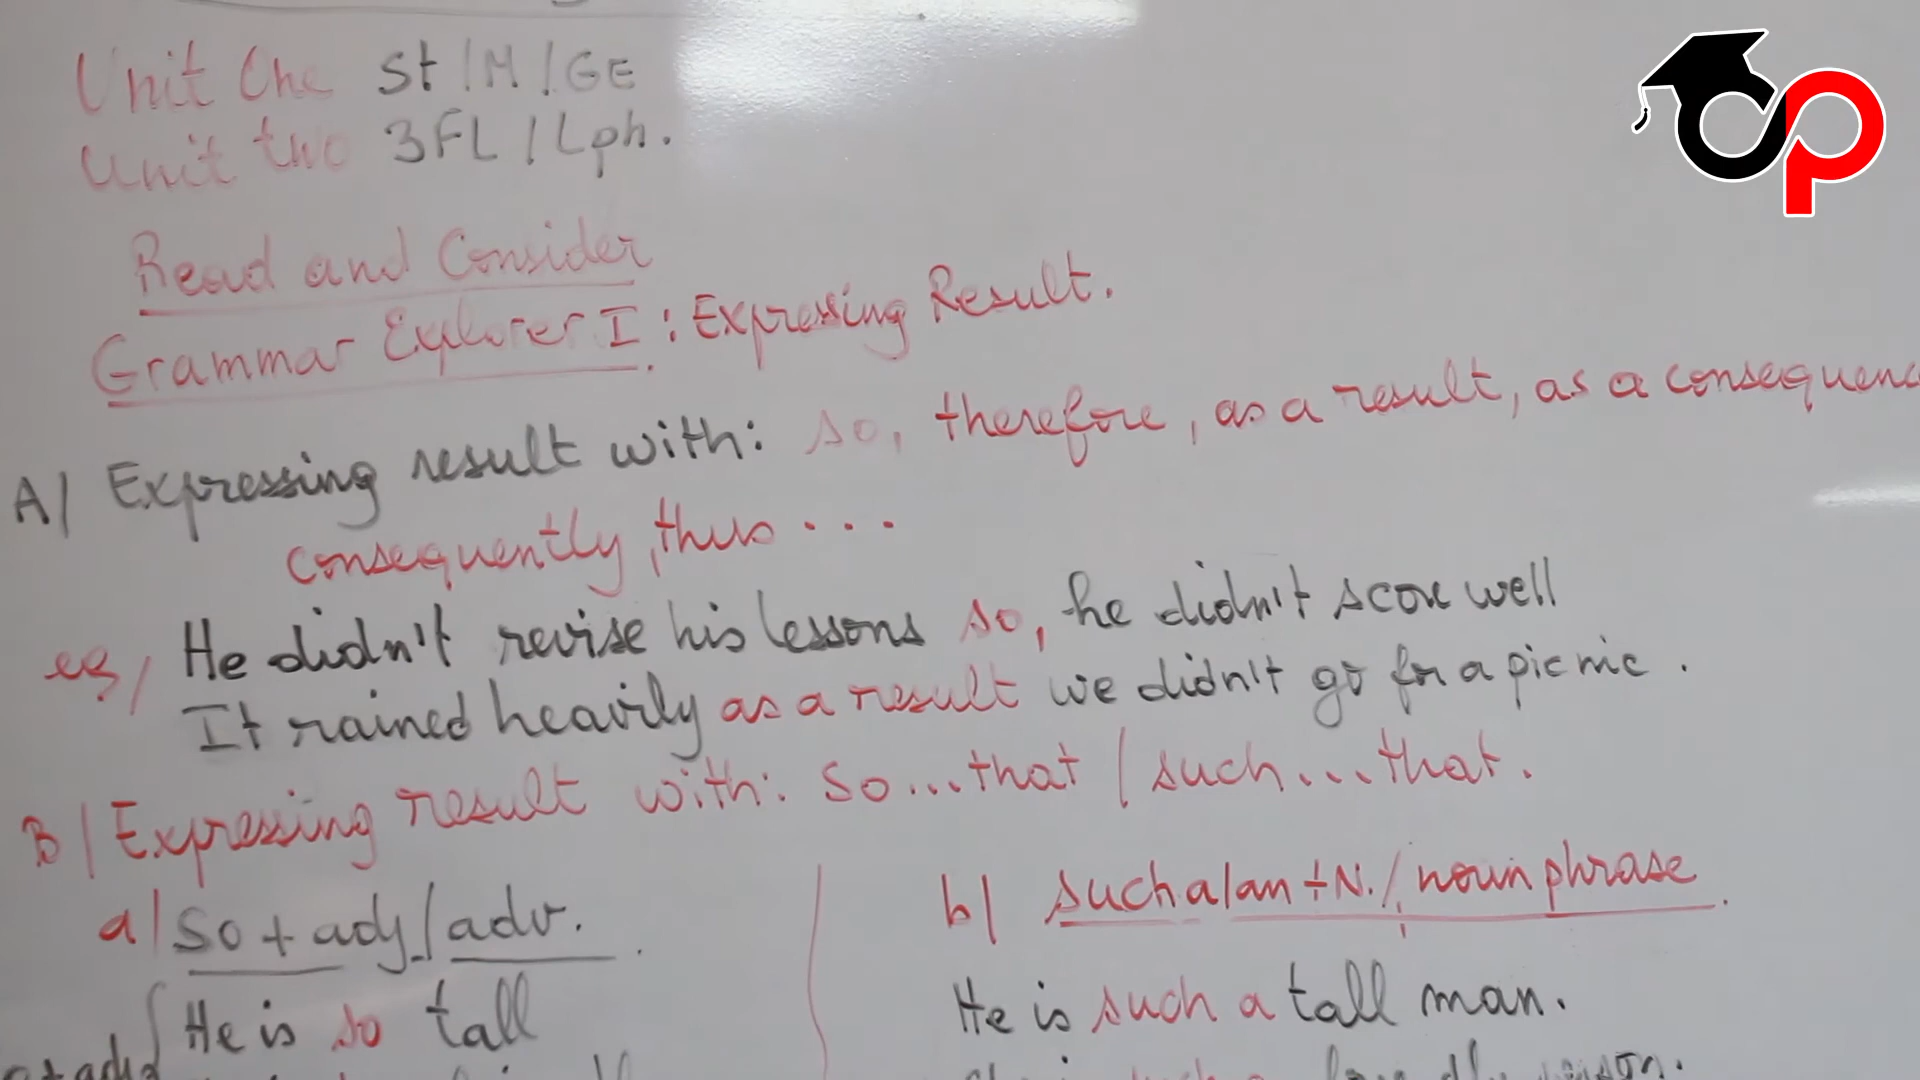 Unit One St/M/GE
Unit two 3FL/Lph.
Read and Consider
Grammar Explorer I: Expressing Result.
A/ Expressing result with: so, therefore, as a result, as a consequenc
consequently, thus...
eg, He didn't revise his lessons so, he didn't score well
It rained heavily as a result we didn't go for a picnic.
B/ Expressing result with: so...that / such...that.
a/ So + adj/adv.
He is so tall
b/ such a/an + N. / noun phrase.
He is such a tall man.